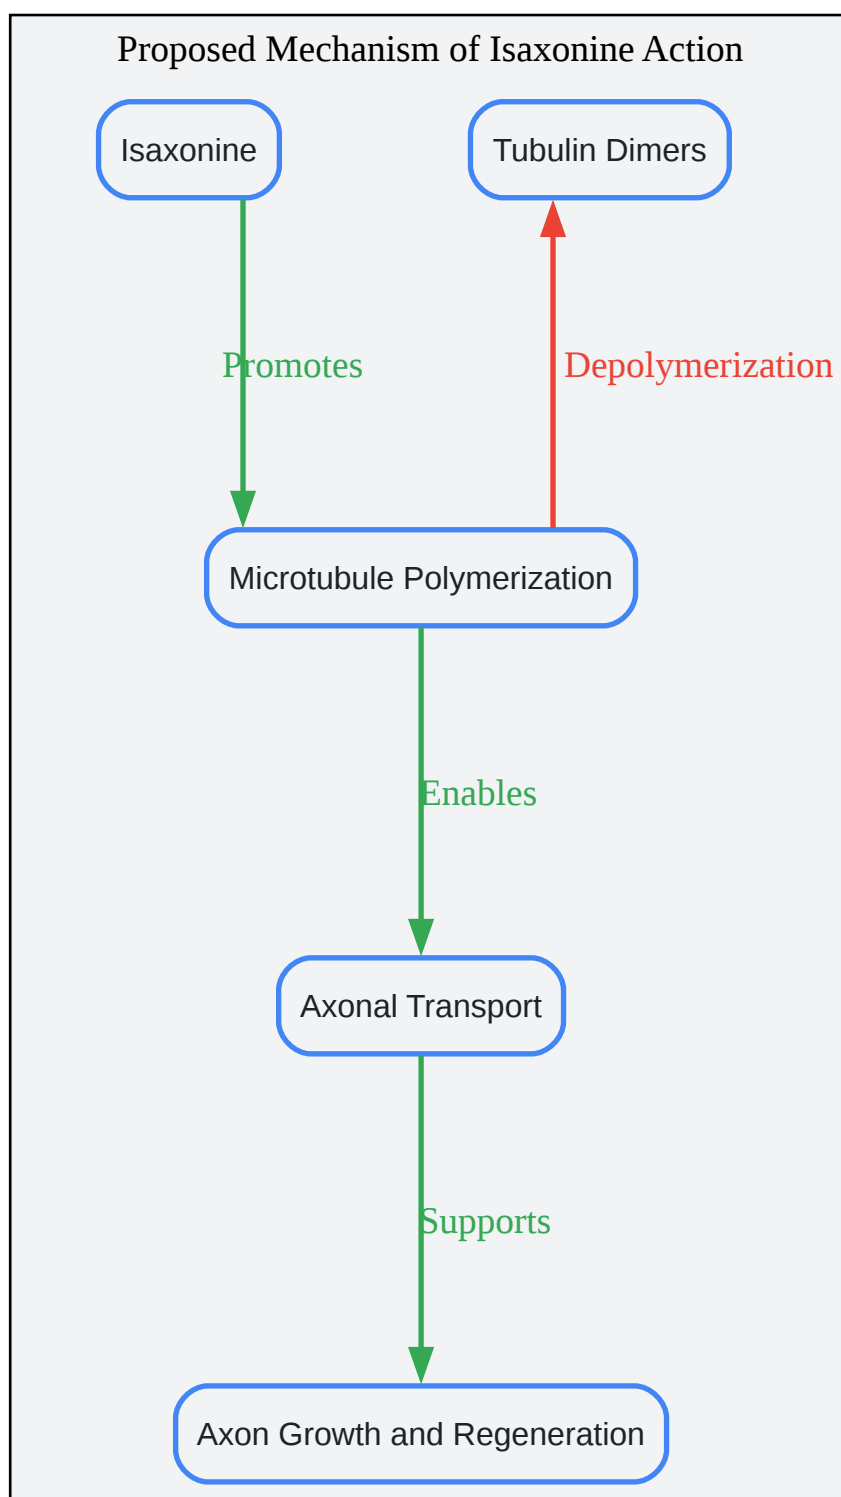 Proposed Mechanism of Isaxonine Action
Isaxonine
Tubulin Dimers
Promotes
Depolymerization
Microtubule Polymerization
Enables
Axonal Transport
Supports
Axon Growth and Regeneration